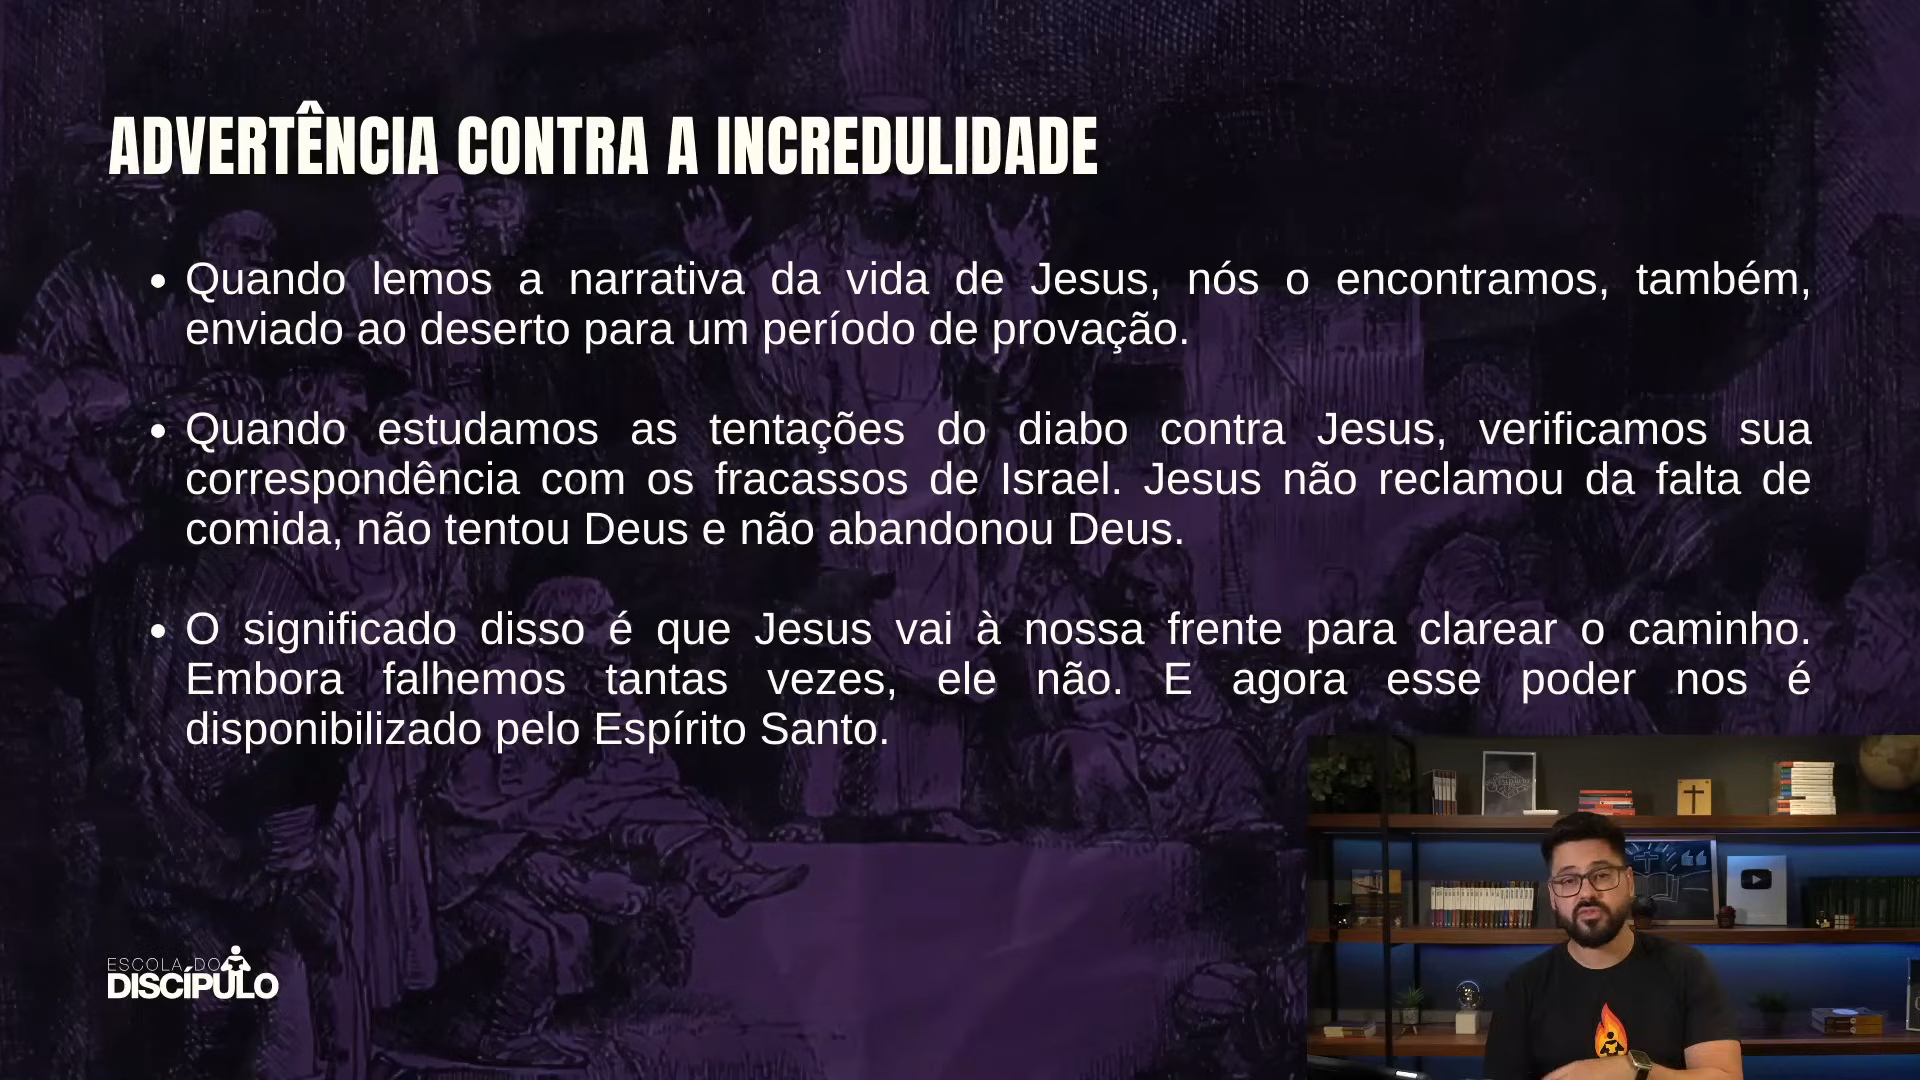 ADVERTÊNCIA CONTRA A INCREDULIDADE
• Quando lemos a narrativa da vida de Jesus, nós o encontramos, também,
enviado ao deserto para um período de provação.
• Quando estudamos as tentações do diabo contra Jesus, verificamos sua
correspondência com os fracassos de Israel. Jesus não reclamou da falta de
comida, não tentou Deus e não abandonou Deus.
• O significado disso é que Jesus vai à nossa frente para clarear o caminho.
Embora falhemos tantas vezes, ele não. E agora esse poder nos é
disponibilizado pelo Espírito Santo.
ESCOLA DO
DISCÍPULO